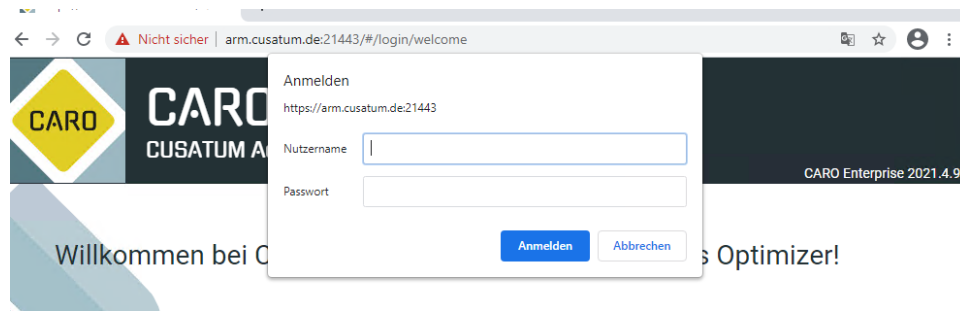 Nicht sicher arm.cusatum.de:21443/#/login/welcome
Anmelden
https://arm.cusatum.de:21443
CARO
CARO
Nutzername
CUSATUM
Passwort
CARO Enterprise 2021.4.9
Anmelden Abbrechen
Willkommen bei Optimizer!